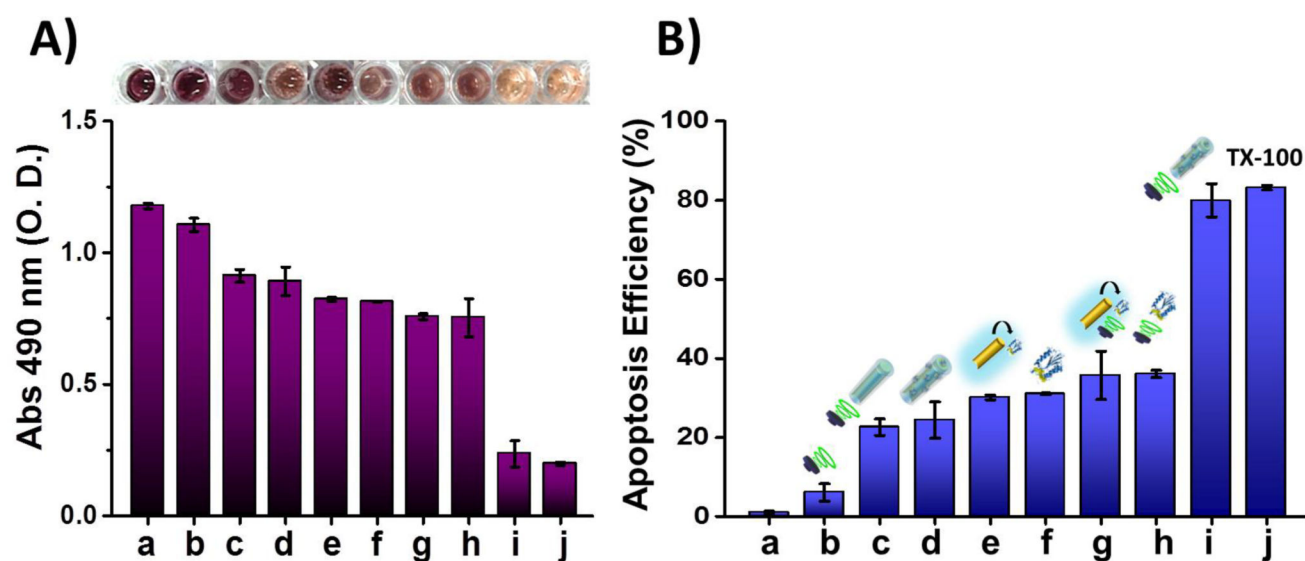 A)
Abs 490 nm (O. D.)
1.5
1.0
0.5
0.0
a b c d e f g h i j
B)
Apoptosis Efficiency (%)
100
80
60
40
20
0
TX-100
a b c d e f g h i j